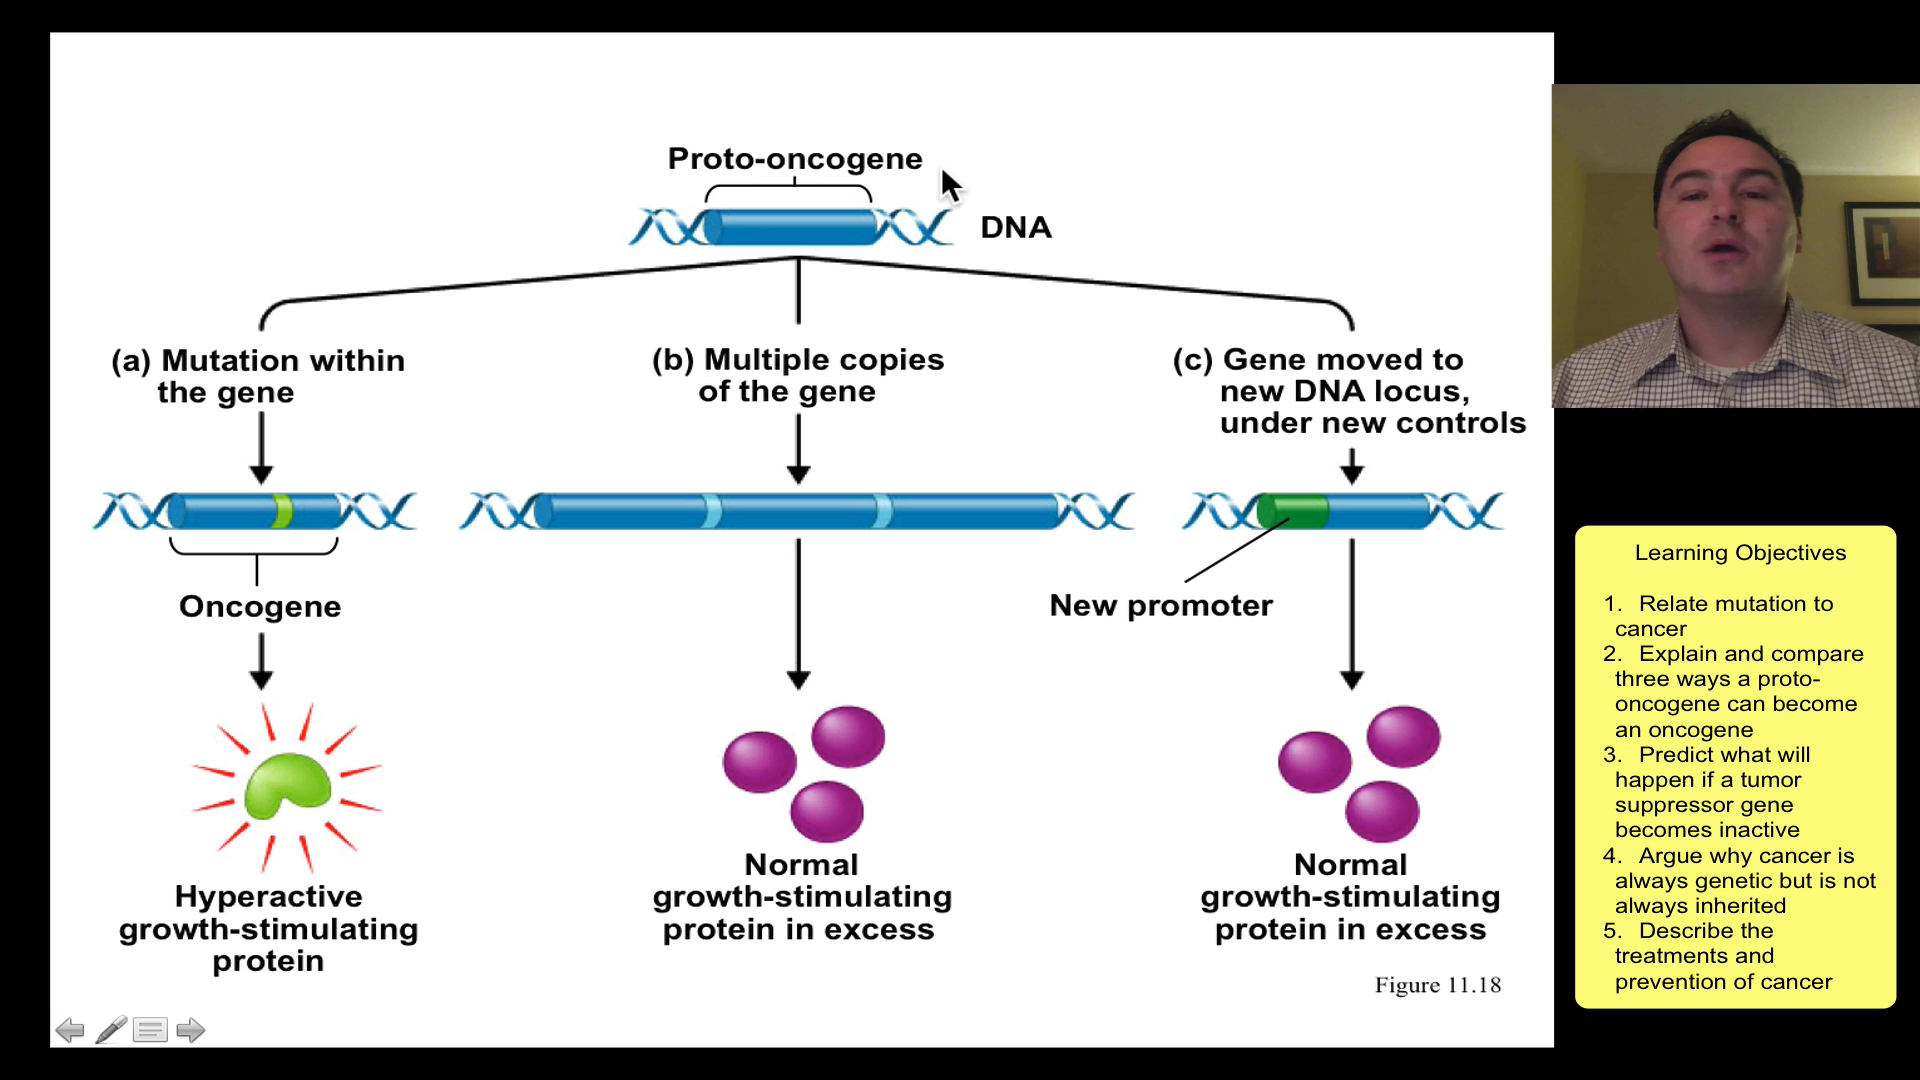 Proto-oncogene
DNA
(a) Mutation within
the gene
(b) Multiple copies
of the gene
(c) Gene moved to
new DNA locus,
under new controls
Oncogene
New promoter
Hyperactive
growth-stimulating
protein
Normal
growth-stimulating
protein in excess
Normal
growth-stimulating
protein in excess
Figure 11.18
Learning Objectives
1. Relate mutation to
cancer
2. Explain and compare
three ways a proto-
oncogene can become
an oncogene
3. Predict what will
happen if a tumor
suppressor gene
becomes inactive
4. Argue why cancer is
always genetic but is not
always inherited
5. Describe the
treatments and
prevention of cancer